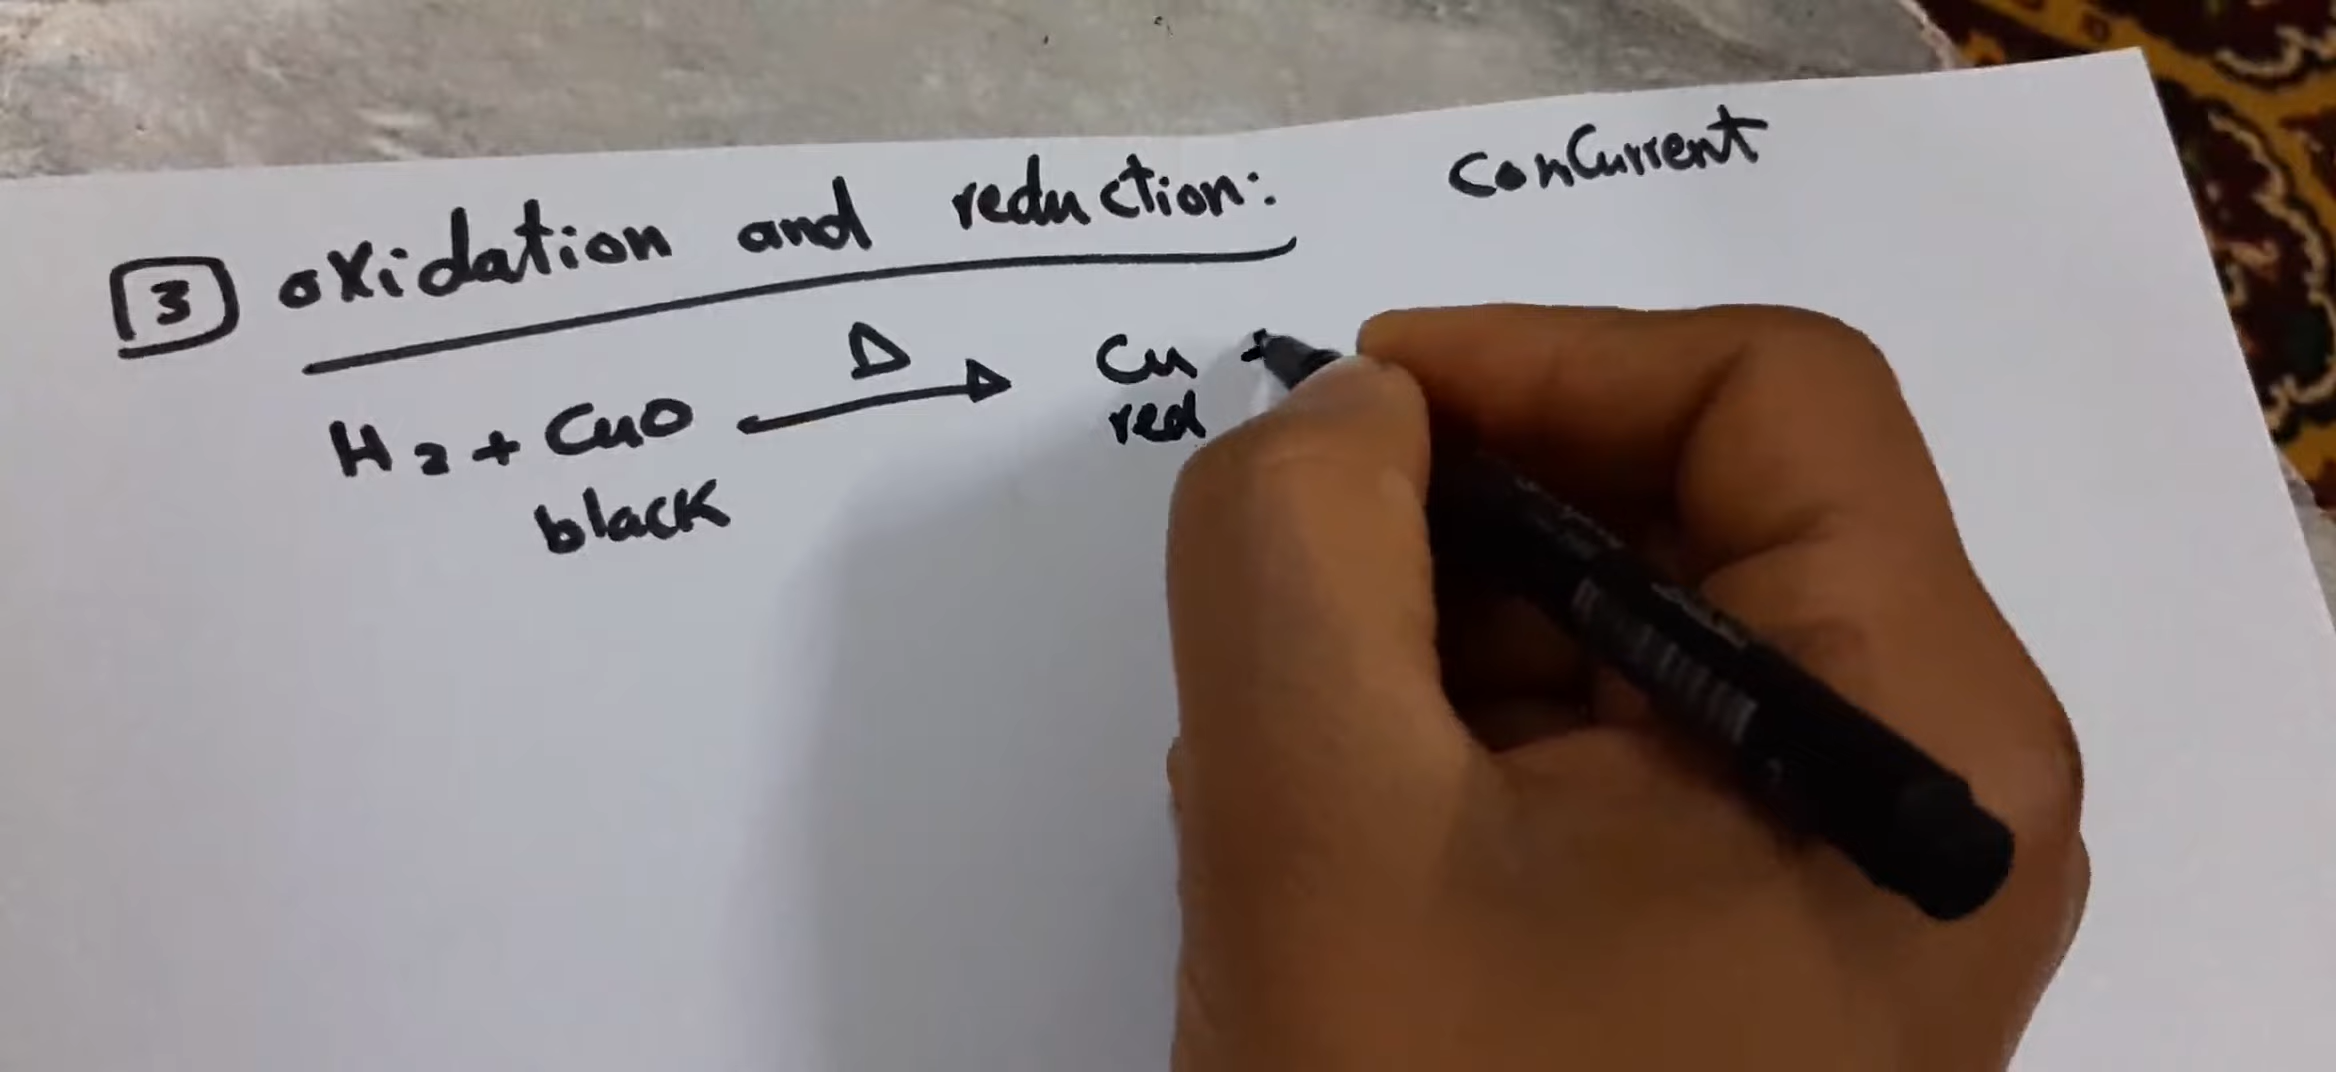 3 oxidation and reduction: concurrent
H2 + CuO Δ→ Cu +
black red